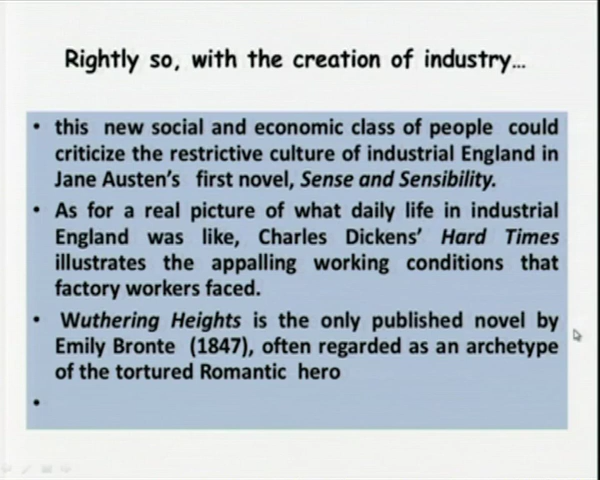 Rightly so, with the creation of industry...
• this new social and economic class of people could
criticize the restrictive culture of industrial England in
Jane Austen's first novel, Sense and Sensibility.
• As for a real picture of what daily life in industrial
England was like, Charles Dickens' Hard Times
illustrates the appalling working conditions that
factory workers faced.
• Wuthering Heights is the only published novel by
Emily Bronte (1847), often regarded as an archetype
of the tortured Romantic hero
•